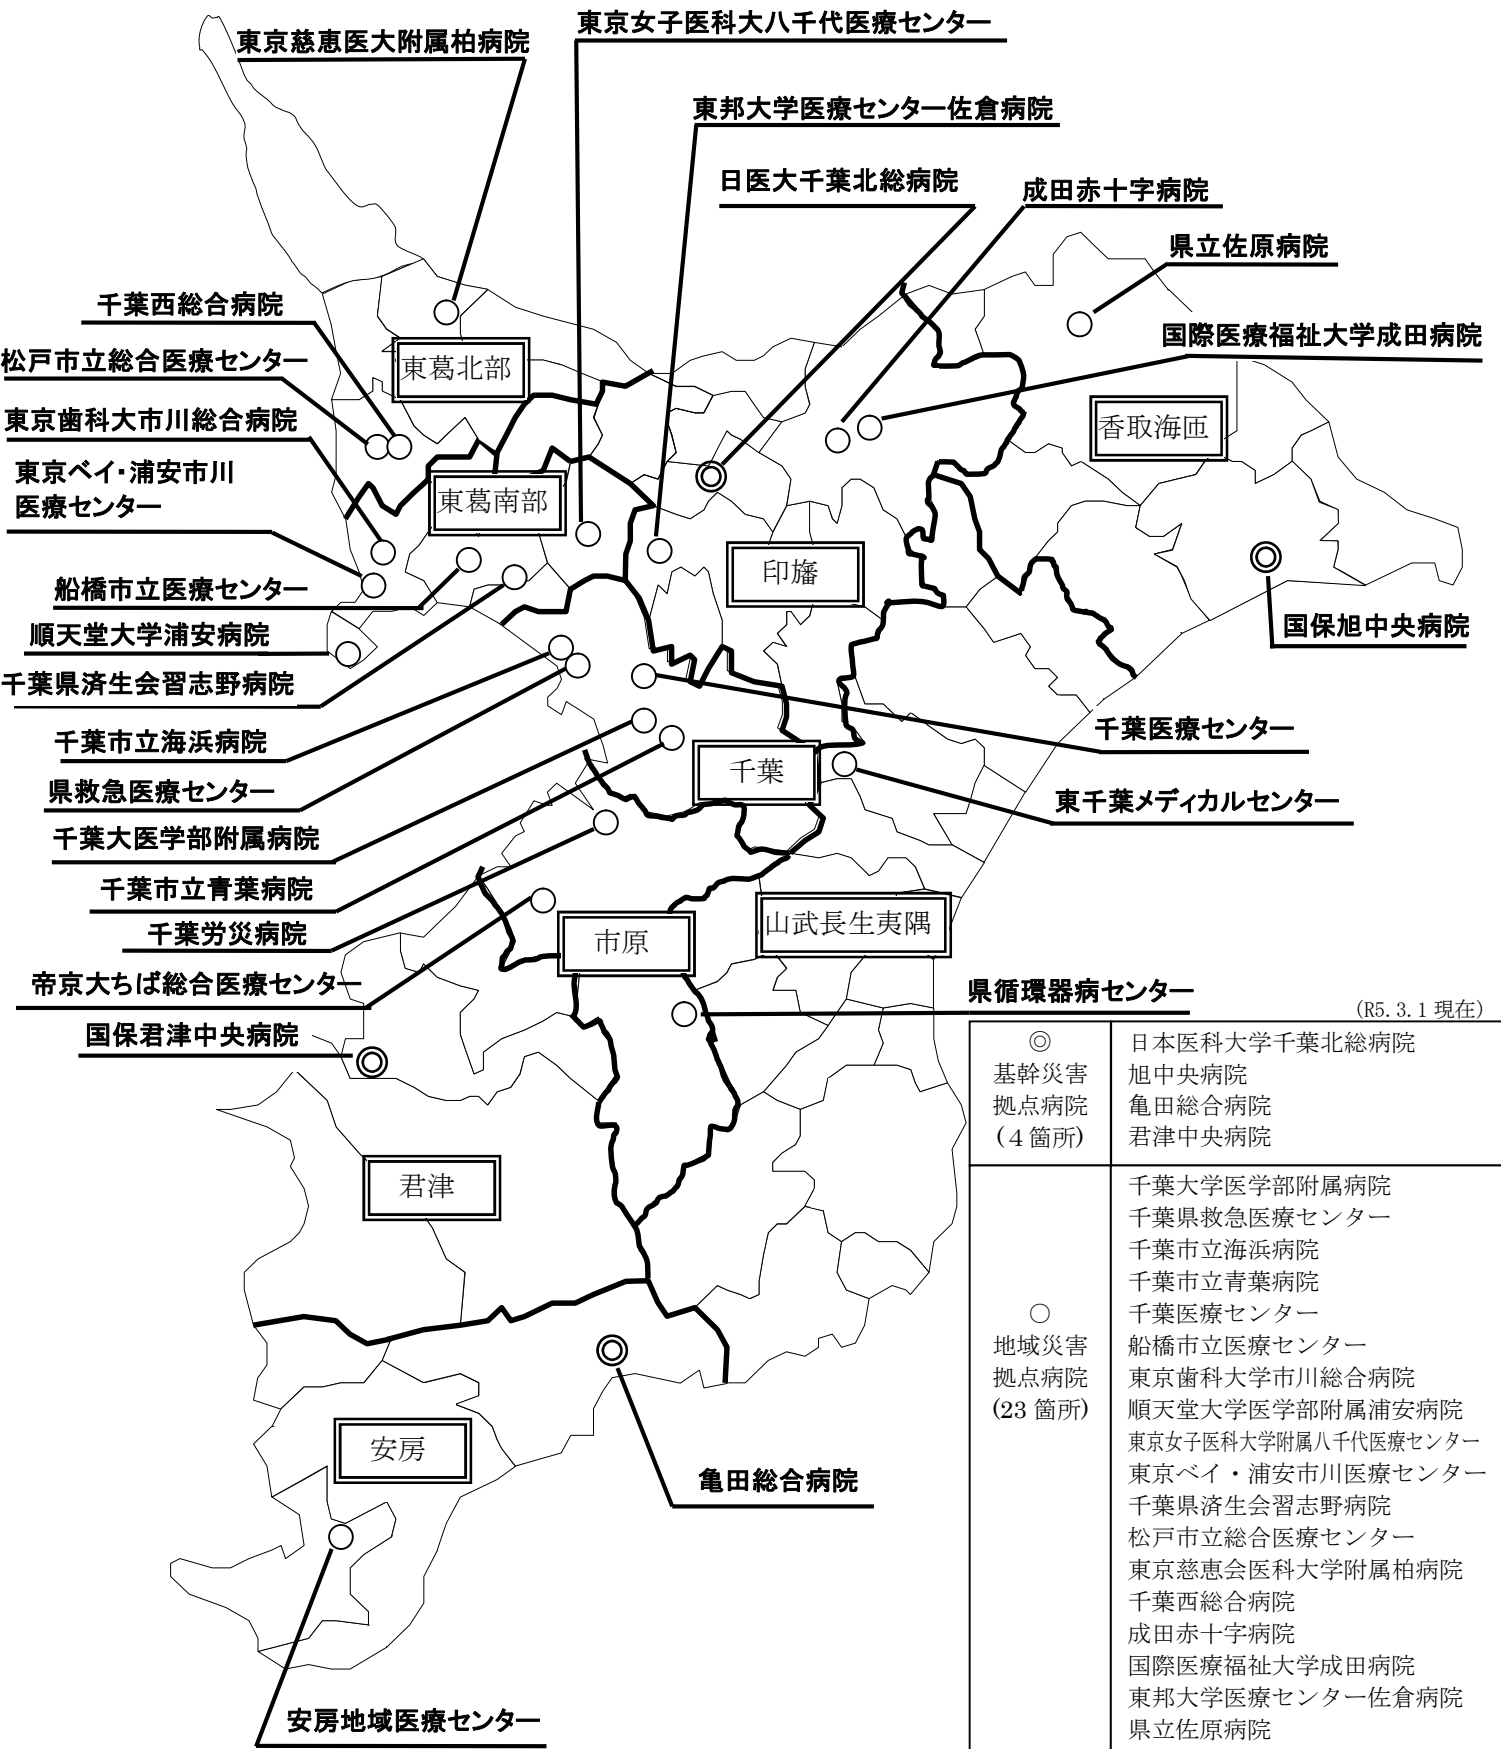 東京女子医科大八千代医療センター
東京慈恵医大附属柏病院
東邦大学医療センター佐倉病院
日医大千葉北総病院
成田赤十字病院
県立佐原病院
千葉西総合病院
国際医療福祉大学成田病院
松戸市立総合医療センター
東葛北部
東京歯科大市川総合病院
香取海匝
東京ベイ・浦安市川
医療センター
東葛南部
印旛
船橋市立医療センター
順天堂大学浦安病院
国保旭中央病院
千葉県済生会習志野病院
千葉医療センター
千葉市立海浜病院
千葉
県救急医療センター
東千葉メディカルセンター
千葉大医学部附属病院
千葉市立青葉病院
千葉労災病院
市原
山武長生夷隅
帝京大ちば総合医療センター
県循環器病センター
国保君津中央病院
君津
安房
亀田総合病院
安房地域医療センター
(R5.3.1 現在)
◎
基幹災害
拠点病院
(4 箇所)
日本医科大学千葉北総病院
旭中央病院
亀田総合病院
君津中央病院
○
地域災害
拠点病院
(23 箇所)
千葉大学医学部附属病院
千葉県救急医療センター
千葉市立海浜病院
千葉市立青葉病院
千葉医療センター
船橋市立医療センター
東京歯科大学市川総合病院
順天堂大学医学部附属浦安病院
東京女子医科大学附属八千代医療センター
東京ベイ・浦安市川医療センター
千葉県済生会習志野病院
松戸市立総合医療センター
東京慈恵会医科大学附属柏病院
千葉西総合病院
成田赤十字病院
国際医療福祉大学成田病院
東邦大学医療センター佐倉病院
県立佐原病院